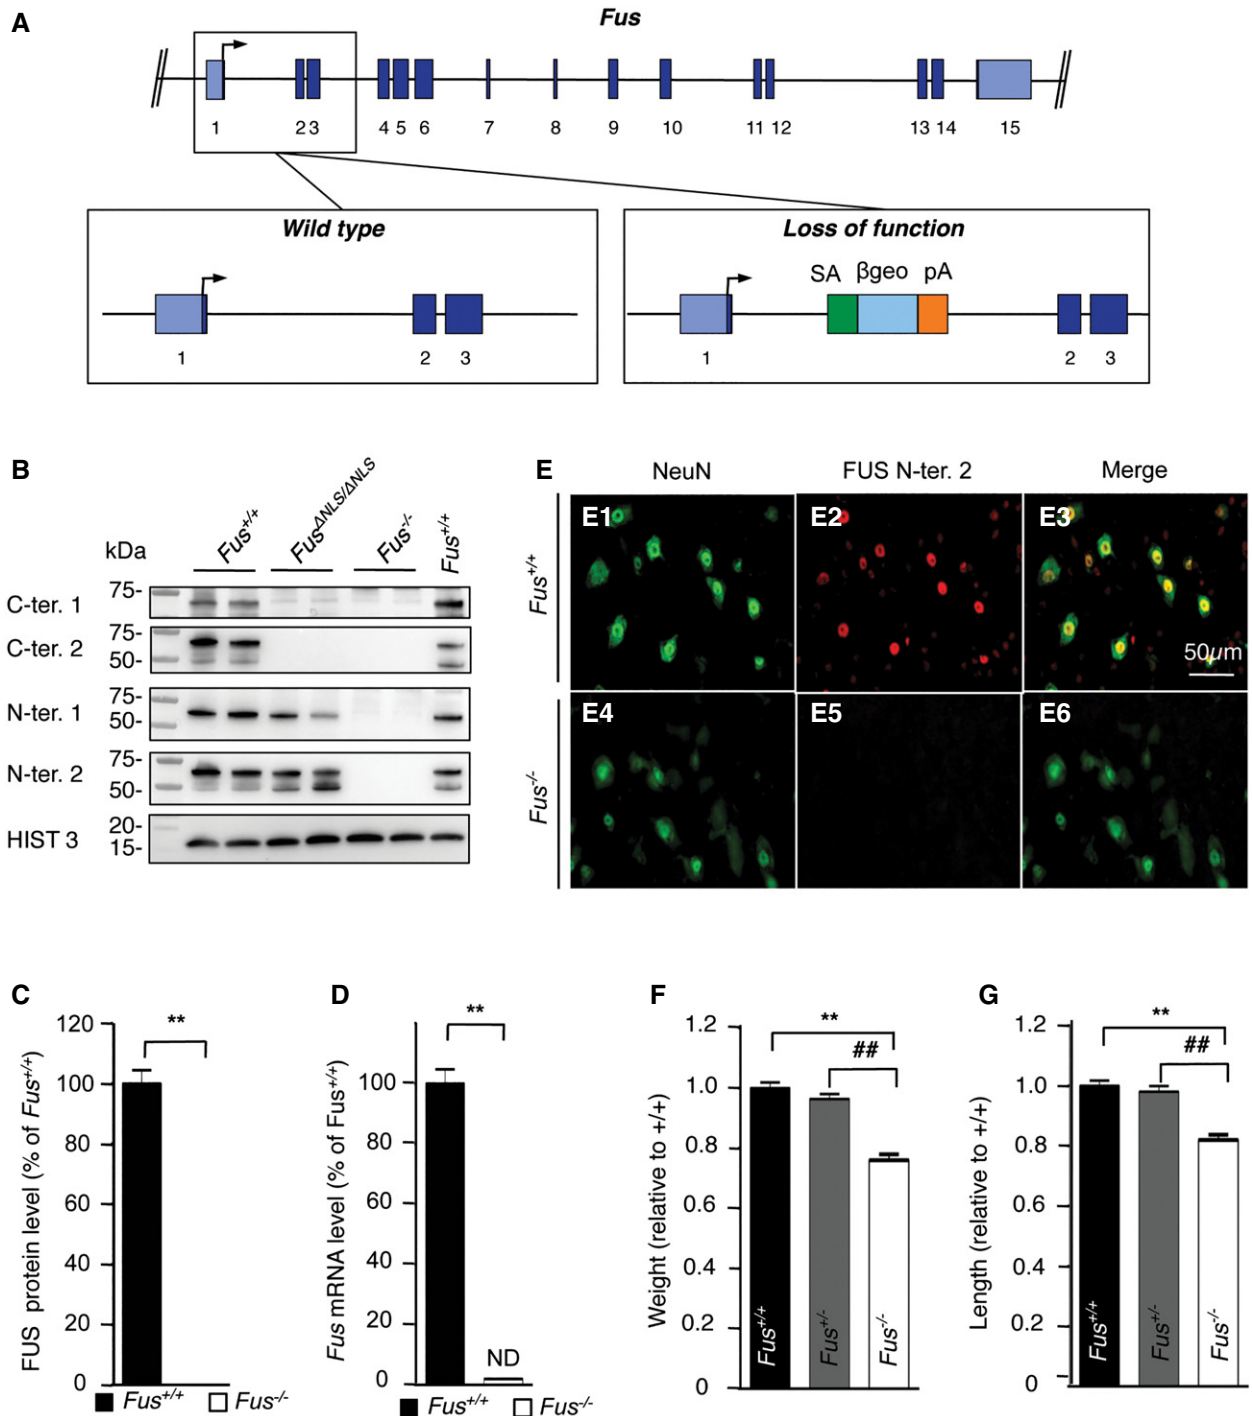 A
Fus
1 2 3 4 5 6 7 8 9 10 11 12 13 14 15
Wild type
1 2 3
Loss of function
SA βgeo pA
1 2 3
B
kDa
Fus+/+
FusΔNLS/ΔNLS
Fus-/-
Fus+/+
C-ter. 1
75-
C-ter. 2
75-
50-
N-ter. 1
75-
50-
N-ter. 2
75-
50-
HIST 3
20-
15-
E
NeuN
FUS N-ter. 2
Merge
Fus+/+
E1
E2
E3
50µm
Fus-/-
E4
E5
E6
C
FUS protein level (% of Fus+/+)
120
100
80
60
40
20
0
**
Fus+/+
Fus-/-
D
Fus mRNA level (% of Fus+/+)
100
80
60
40
20
0
**
ND
Fus+/+
Fus-/-
F
Weight (relative to +/+)
1.2
1.0
0.8
0.6
0.4
0.2
0
**
##
Fus+/+
Fus+/-
Fus-/-
G
Length (relative to +/+)
1.2
1.0
0.8
0.6
0.4
0.2
0
**
##
Fus+/+
Fus+/-
Fus-/-